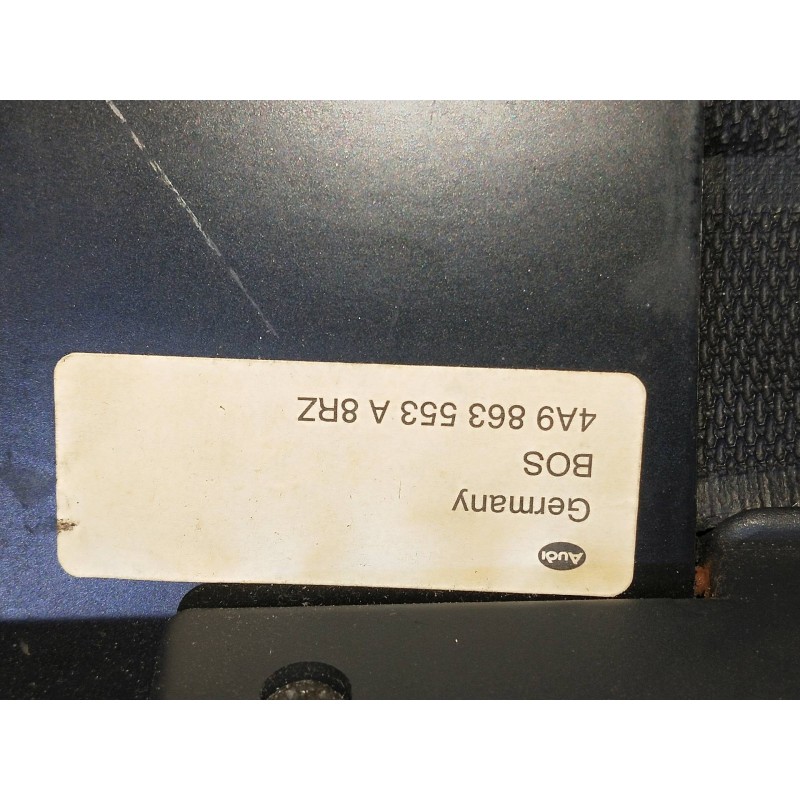 Audi
Germany
BOS
4A9 863 553 A 8RZ